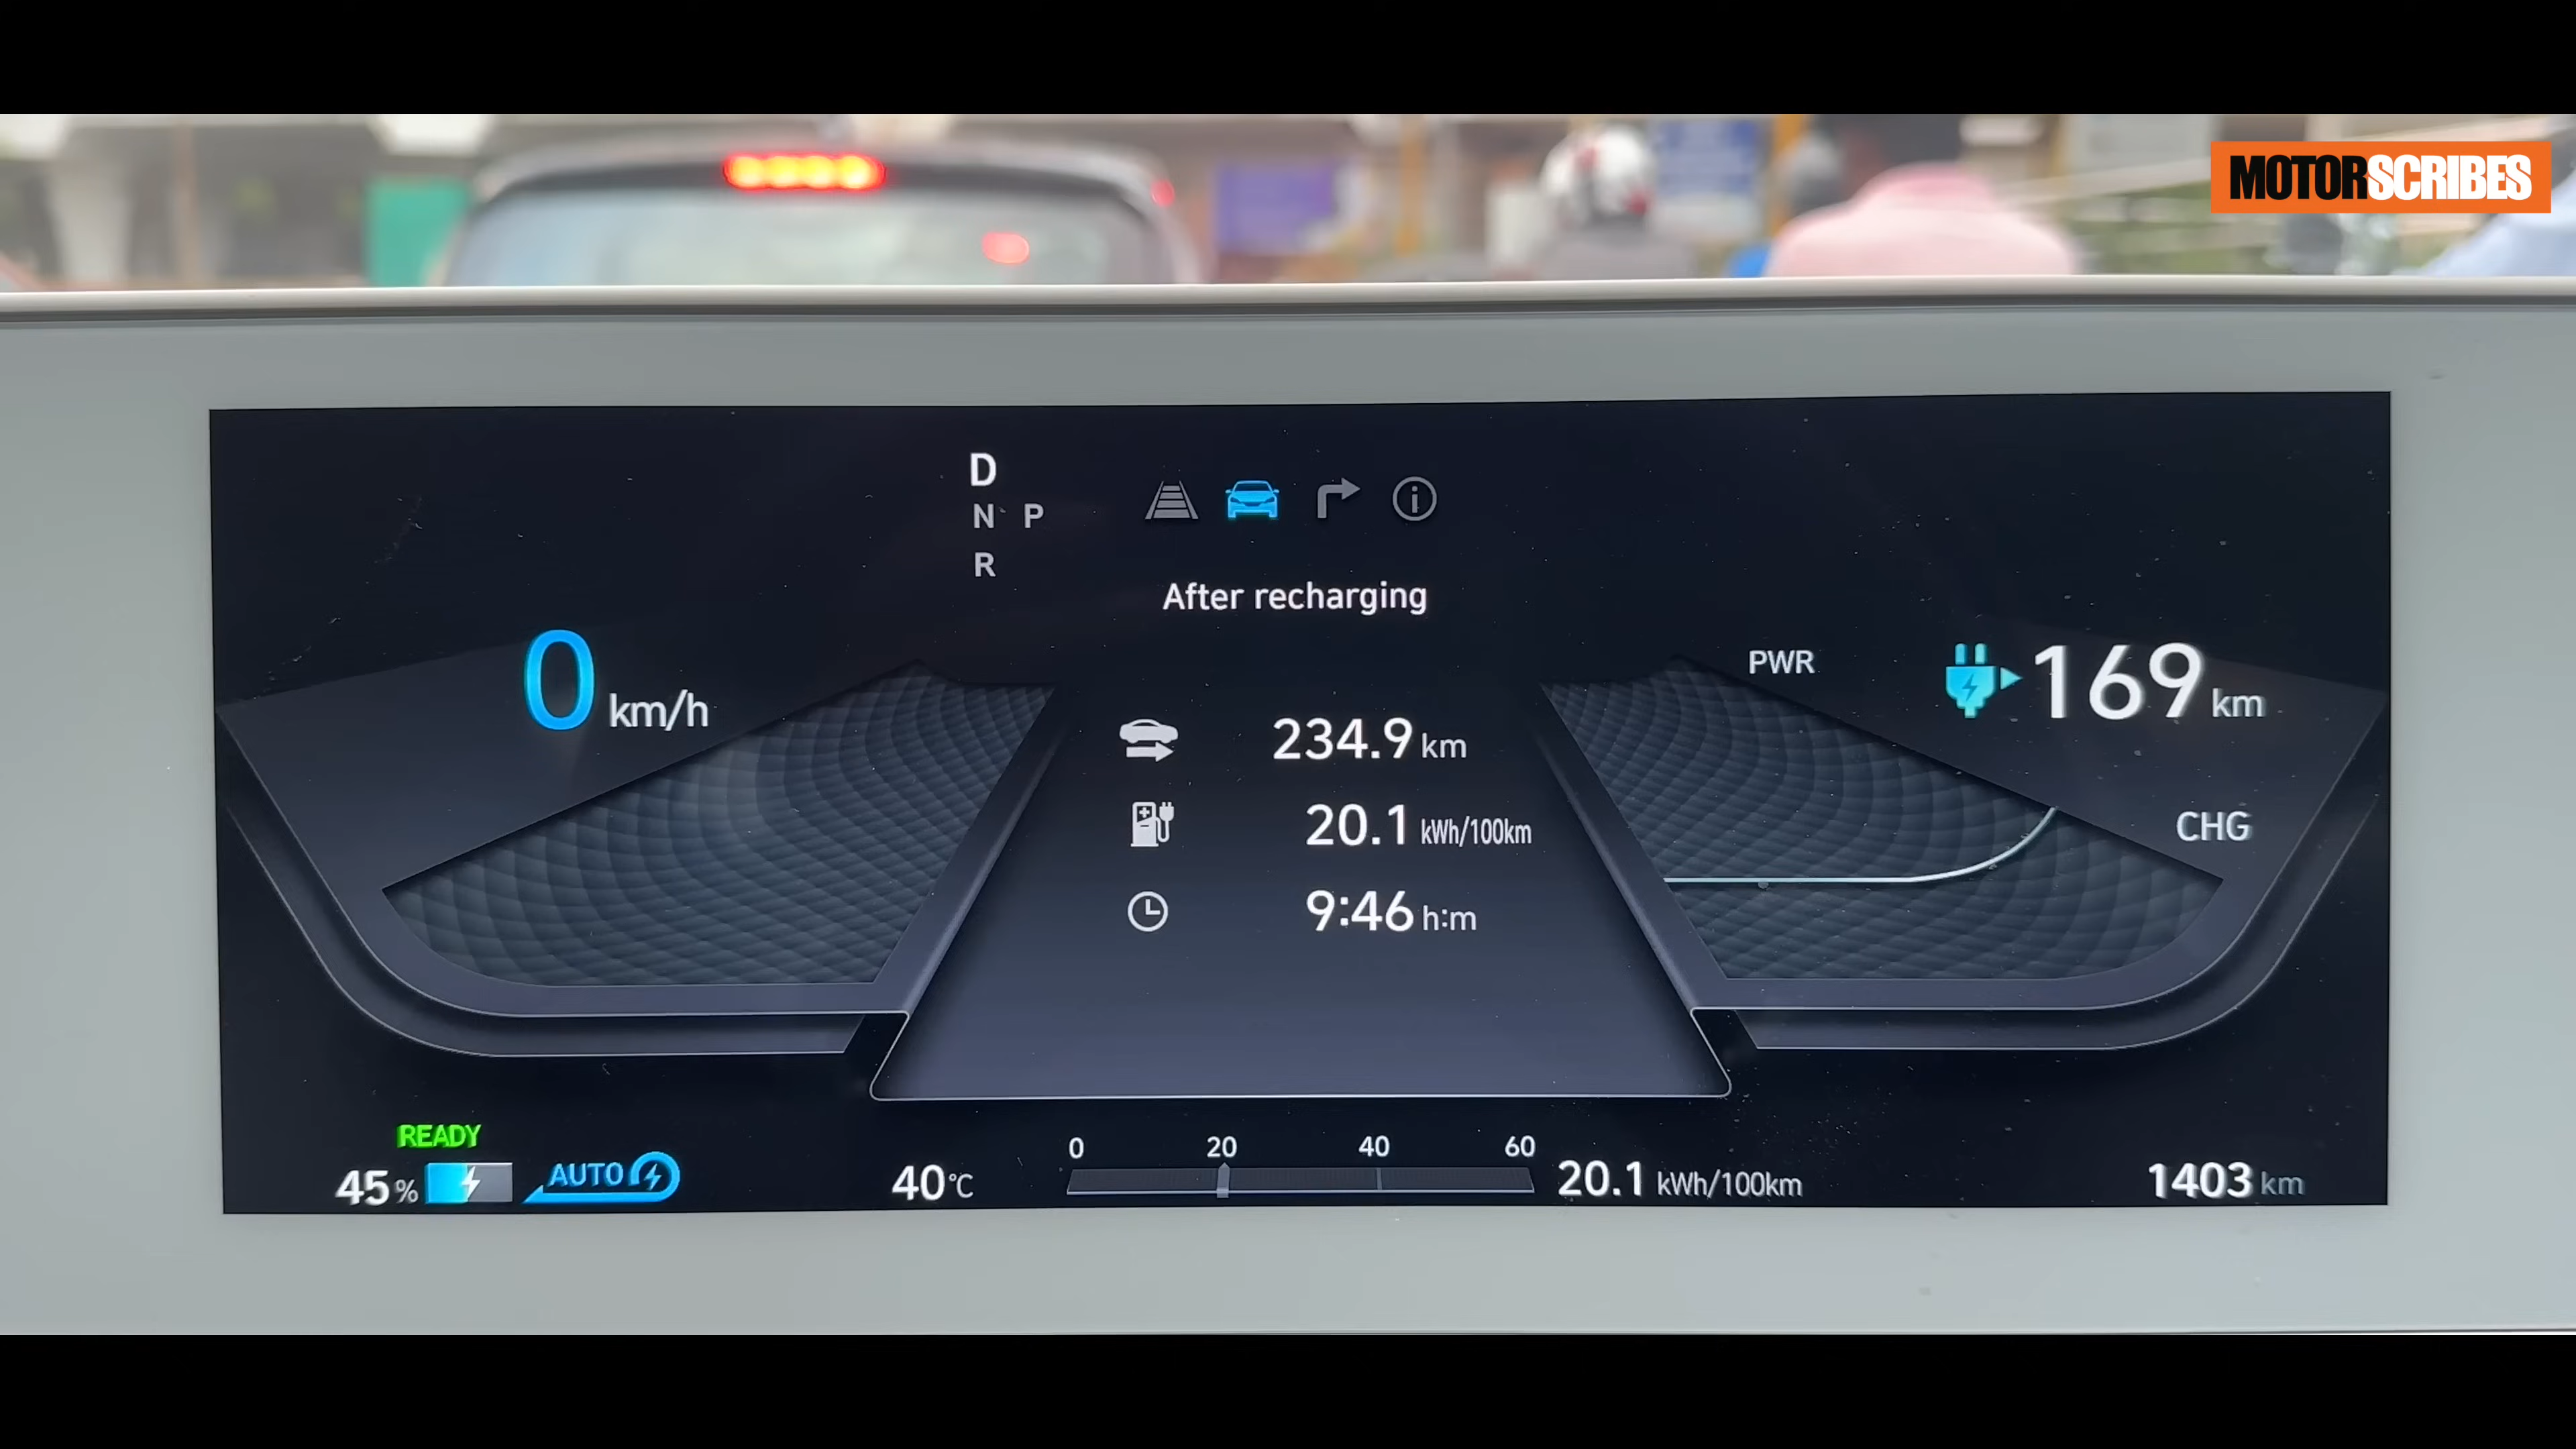 MOTORSCRIBES
D
N P
R
After recharging
0 km/h
PWR
169 km
234.9 km
CHG
20.1 kWh/100km
9:46 h:m
READY
45% AUTO
40°C
0 20 40 60
20.1 kWh/100km
1403 km